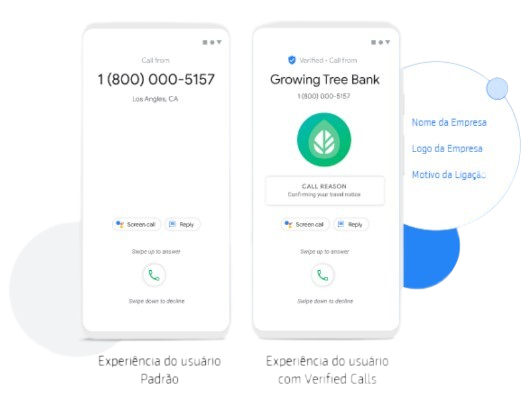 Call from
1 (800) 000-5157
Los Angles, CA
Screen call
Reply
Swipe up to answer
Swipe down to decline
Experiência do usuário
Padrão
Verified • Call from
Growing Tree Bank
1 (800) 000-5157
CALL REASON
Confirming your travel notice
Screen call
Reply
Swipe up to answer
Swipe down to decline
Experiência do usuário
com Verified Calls
Nome da Empresa
Logo da Empresa
Motivo da Ligação